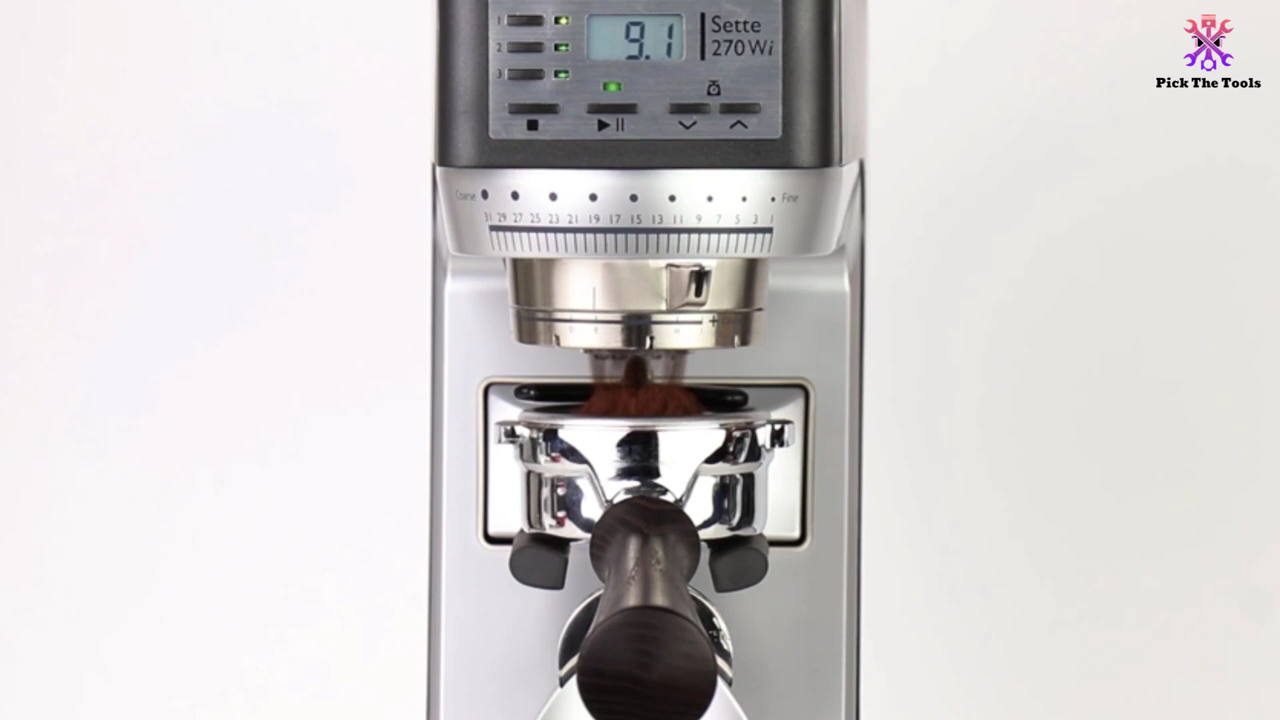 1
2
3
9.1
Sette
270Wi
Pick The Tools
Coarse
Fine
31 29 27 25 23 21 19 17 15 13 11 9 7 5 3 1